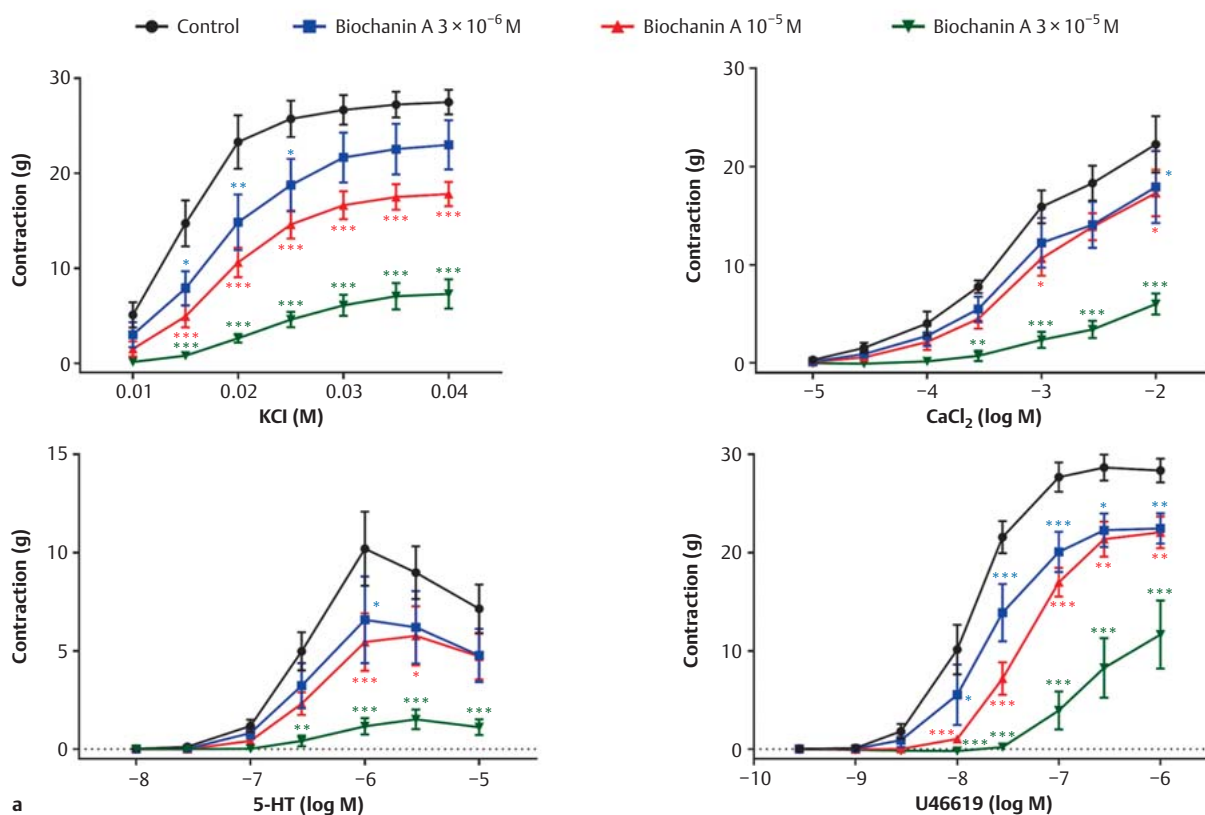 Control Biochanin A 3 × 10⁻⁶ M Biochanin A 10⁻⁵ M Biochanin A 3 × 10⁻⁵ M
Contraction (g)
30
20
10
0
0.01 0.02 0.03 0.04
KCl (M)
* ** *
*** *** *** *** *** ***
*** *** *** *** *** ***
Contraction (g)
30
20
10
0
−5 −4 −3 −2
CaCl₂ (log M)
*
* *
** *** *** ***
Contraction (g)
15
10
5
0
−8 −7 −6 −5
5-HT (log M)
*
*** *
** *** *** ***
Contraction (g)
30
20
10
0
−10 −9 −8 −7 −6
U46619 (log M)
* *** *** * **
*** *** *** ** **
*** *** *** *** ***
a